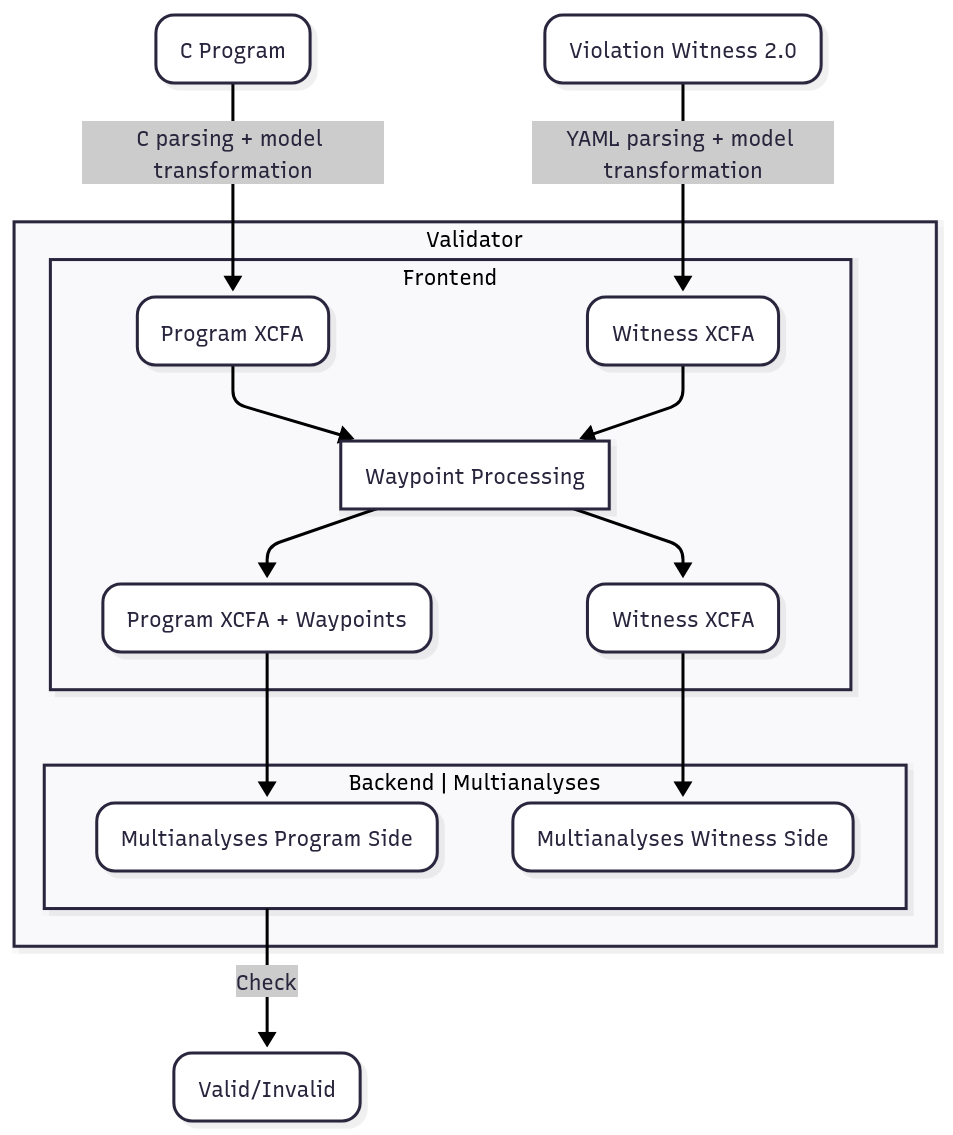 C Program
Violation Witness 2.0
C parsing + model
transformation
YAML parsing + model
transformation
Validator
Frontend
Program XCFA
Witness XCFA
Waypoint Processing
Program XCFA + Waypoints
Witness XCFA
Backend | Multianalyses
Multianalyses Program Side
Multianalyses Witness Side
Check
Valid/Invalid